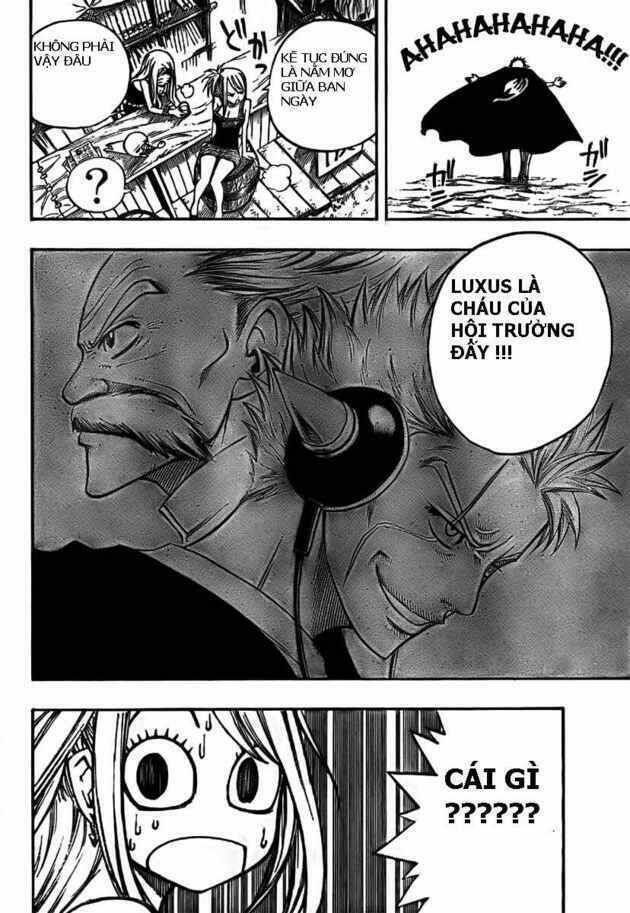 AHAHAHAHAHA!!!
KẾ TỤC ĐÚNG
LÀ NẰM MƠ
GIỮA BAN
NGÀY
KHÔNG PHẢI
VẬY ĐÂU
?
LUXUS LÀ
CHÁU CỦA
HỘI TRƯỞNG
ĐẤY !!!
CÁI GÌ
??????